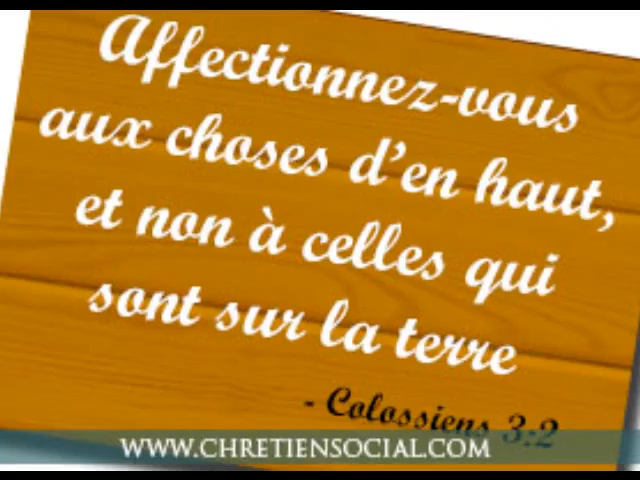 Affectionnez-vous
aux choses d'en haut,
et non à celles qui
sont sur la terre
- Colossiens 3:2
WWW.CHRETIENSOCIAL.COM